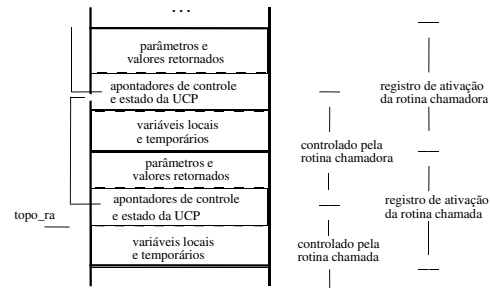 ...
parâmetros e
valores retornados
apontadores de controle
e estado da UCP
variáveis locais
e temporários
parâmetros e
valores retornados
apontadores de controle
e estado da UCP
variáveis locais
e temporários
topo_ra
controlado pela
rotina chamadora
controlado pela
rotina chamada
registro de ativação
da rotina chamadora
registro de ativação
da rotina chamada